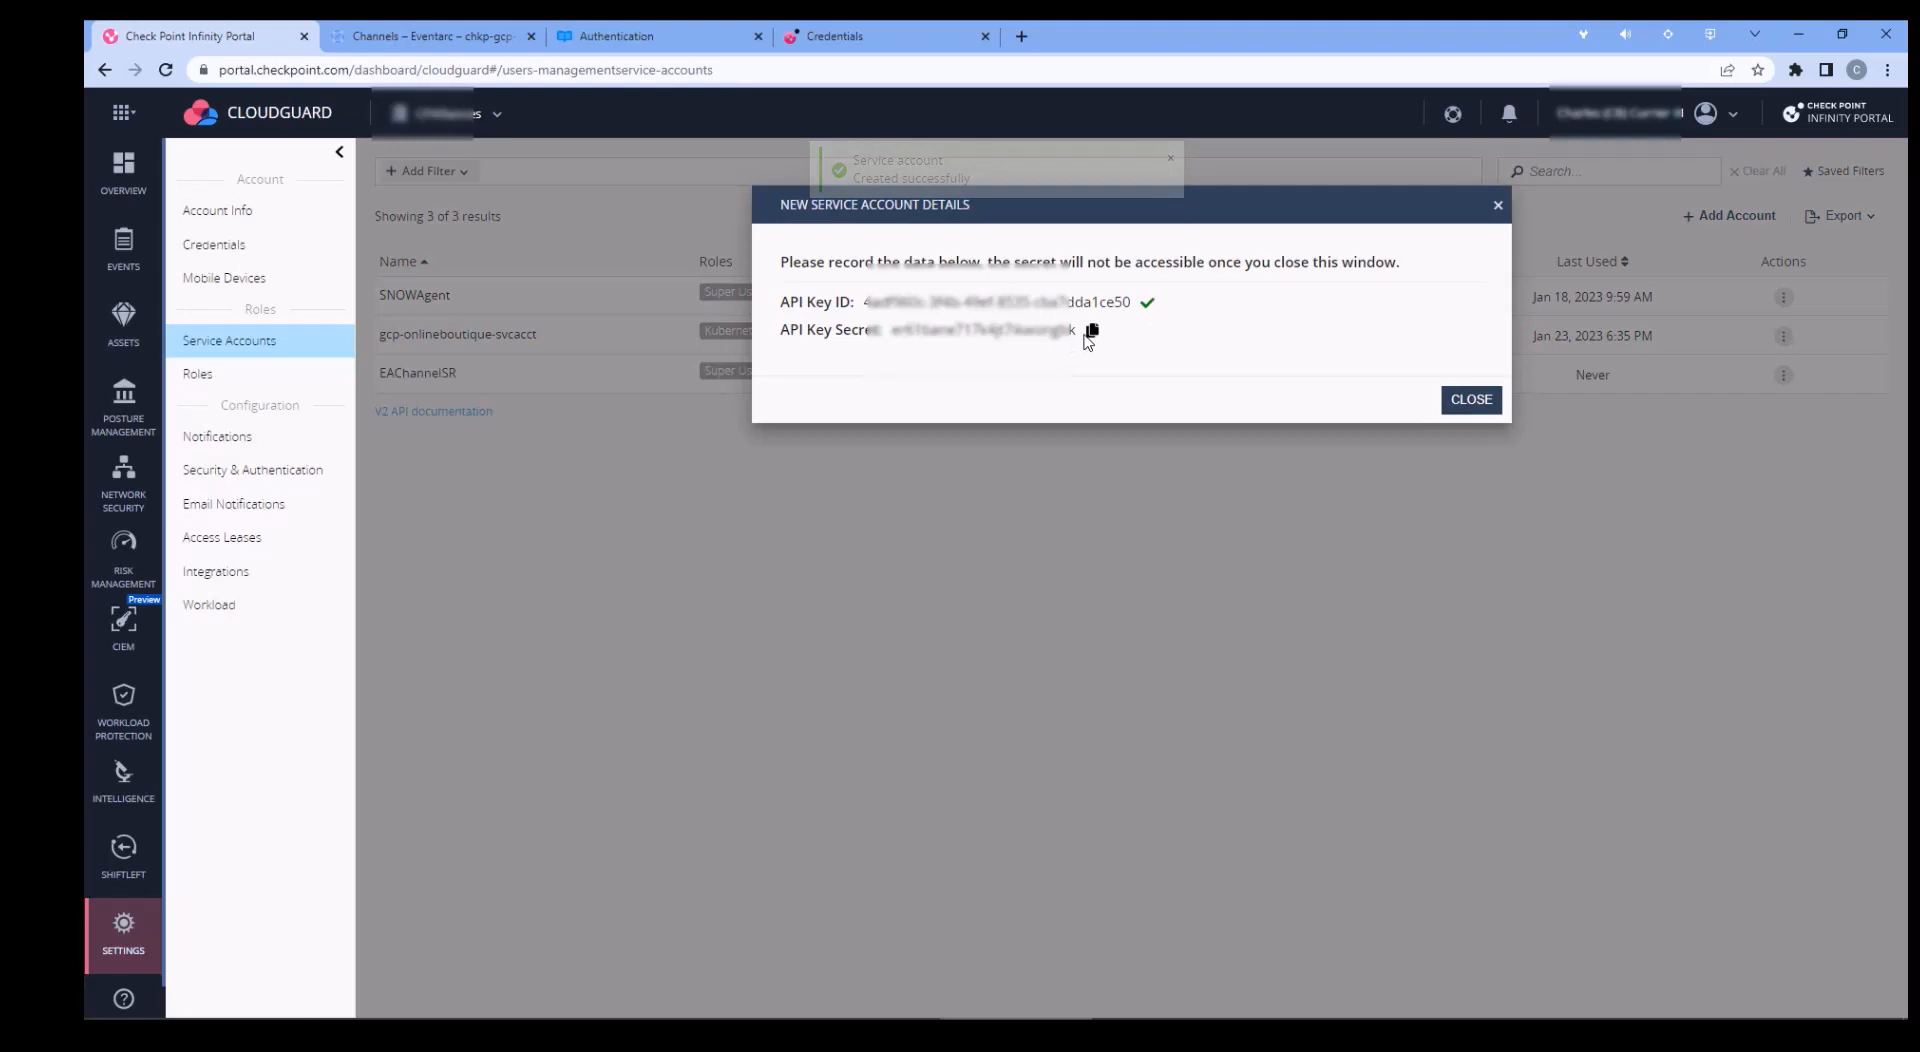 Check Point Infinity Portal
Channels – Eventarc – chkp-gcp-
Authentication
Credentials
portal.checkpoint.com/dashboard/cloudguard#/users-managementservice-accounts
C
CLOUDGUARD
CHECK POINT
INFINITY PORTAL
OVERVIEW
EVENTS
ASSETS
POSTURE
MANAGEMENT
NETWORK
SECURITY
RISK
MANAGEMENT
Preview
CIEM
WORKLOAD
PROTECTION
INTELLIGENCE
SHIFTLEFT
SETTINGS
Account
Account Info
Credentials
Mobile Devices
Roles
Service Accounts
Roles
Configuration
Notifications
Security & Authentication
Email Notifications
Access Leases
Integrations
Workload
+ Add Filter
Search...
Clear All
Saved Filters
Showing 3 of 3 results
+ Add Account
Export
Name
Roles
Last Used
Actions
SNOWAgent
Super Us
Jan 18, 2023 9:59 AM
gcp-onlineboutique-svcacct
Kubernet
Jan 23, 2023 6:35 PM
EAChannelSR
Super Us
Never
V2 API documentation
Service account
Created successfully
NEW SERVICE ACCOUNT DETAILS
Please record the data below, the secret will not be accessible once you close this window.
API Key ID: dda1ce50
API Key Secret: k
CLOSE